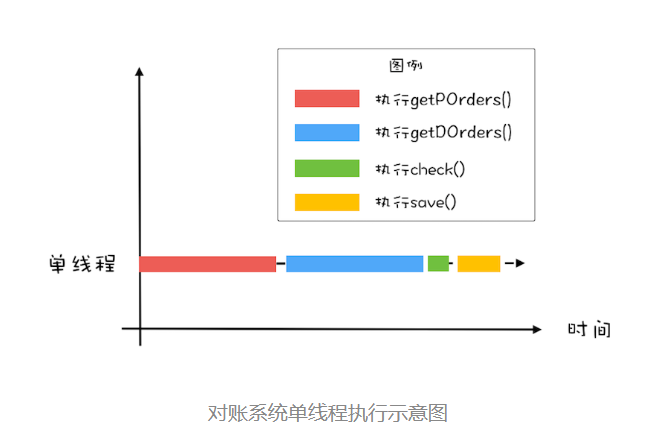 图例
执行getPOrders()
执行getDOrders()
执行check()
执行save()
单线程
时间
对账系统单线程执行示意图